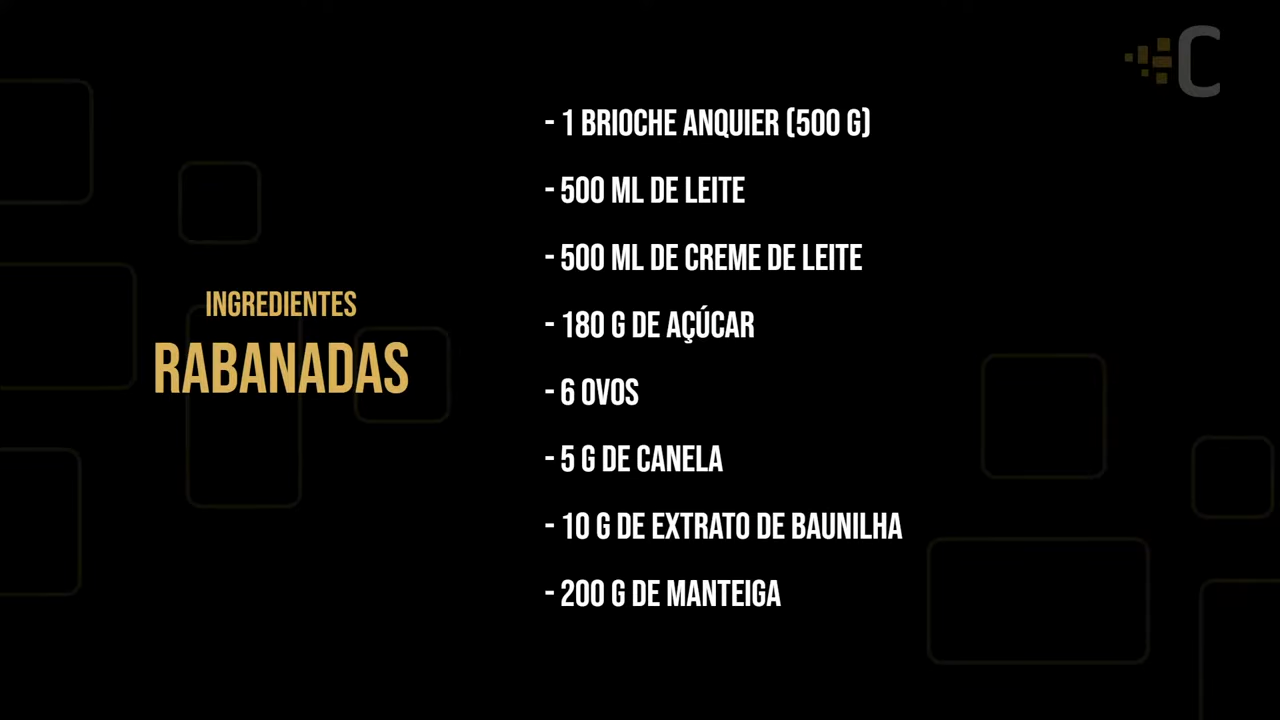 INGREDIENTES
RABANADAS
- 1 BRIOCHE ANQUIER (500 G)
- 500 ML DE LEITE
- 500 ML DE CREME DE LEITE
- 180 G DE AÇÚCAR
- 6 OVOS
- 5 G DE CANELA
- 10 G DE EXTRATO DE BAUNILHA
- 200 G DE MANTEIGA
C